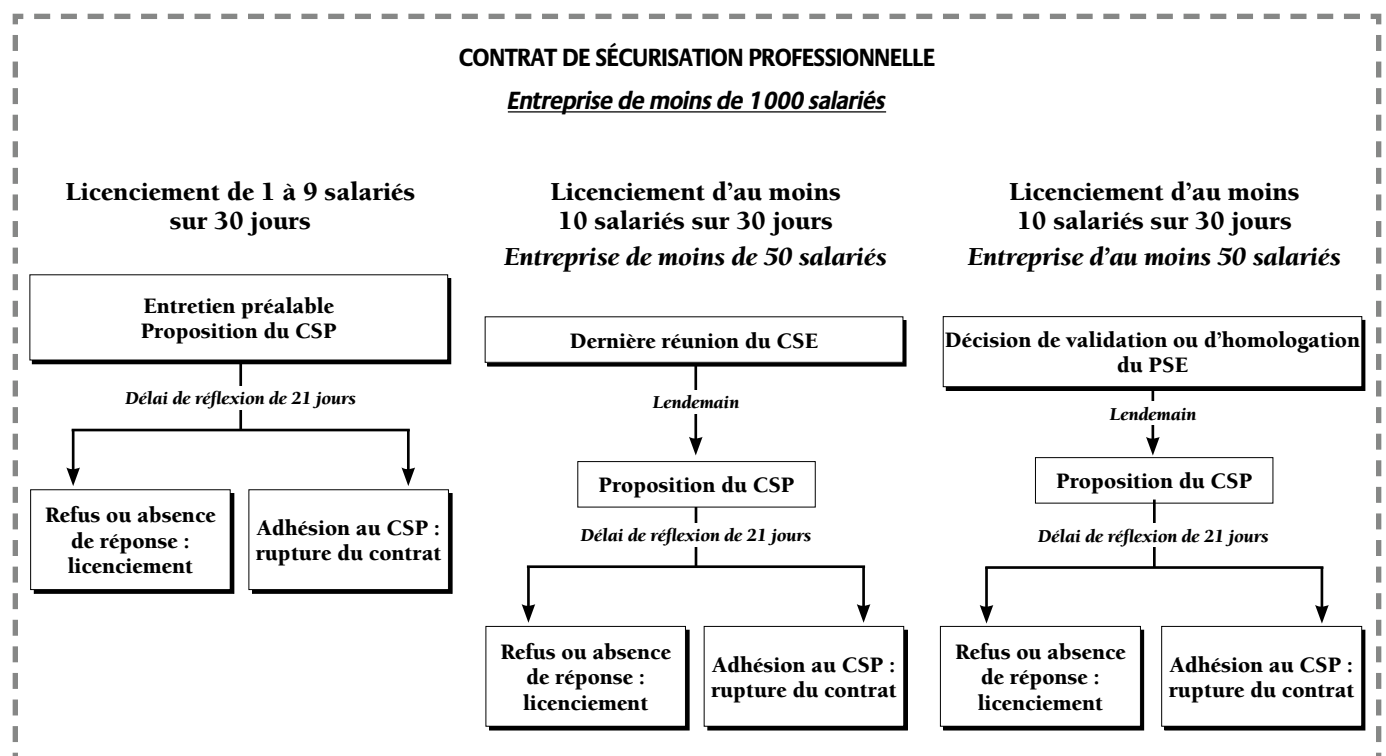 CONTRAT DE SÉCURISATION PROFESSIONNELLE
Entreprise de moins de 1000 salariés
Licenciement de 1 à 9 salariés
sur 30 jours
Entretien préalable
Proposition du CSP
Délai de réflexion de 21 jours
Refus ou absence
de réponse :
licenciement
Adhésion au CSP :
rupture du contrat
Licenciement d'au moins
10 salariés sur 30 jours
Entreprise de moins de 50 salariés
Dernière réunion du CSE
Lendemain
Proposition du CSP
Délai de réflexion de 21 jours
Refus ou absence
de réponse :
licenciement
Adhésion au CSP :
rupture du contrat
Licenciement d'au moins
10 salariés sur 30 jours
Entreprise d'au moins 50 salariés
Décision de validation ou d'homologation
du PSE
Lendemain
Proposition du CSP
Délai de réflexion de 21 jours
Refus ou absence
de réponse :
licenciement
Adhésion au CSP :
rupture du contrat